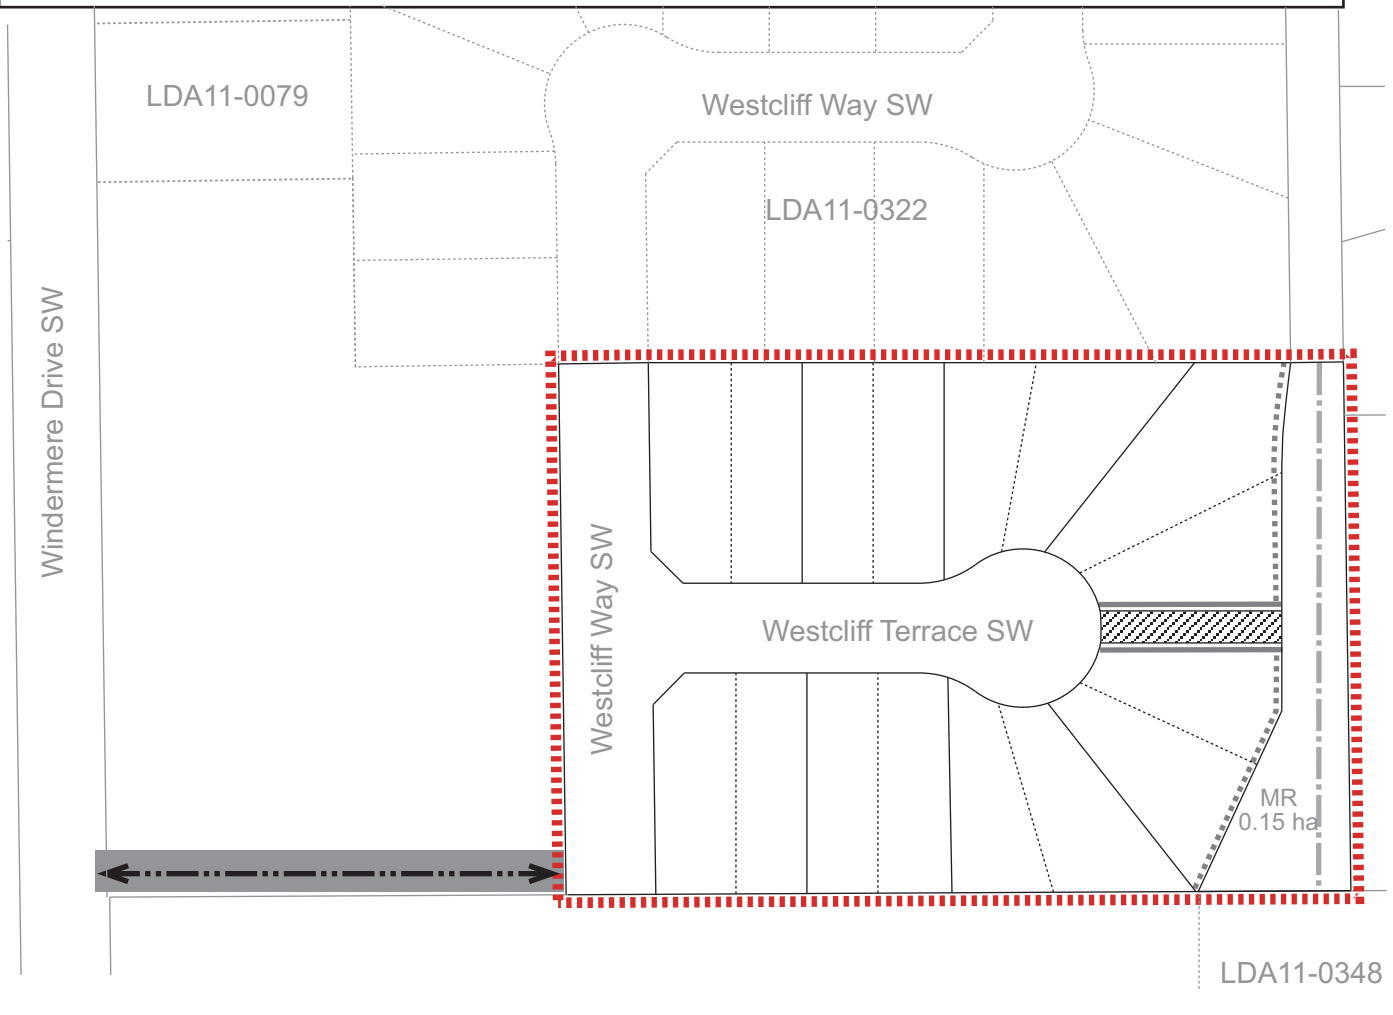 LDA11-0079
Westcliff Way SW
LDA11-0322
Windermere Drive SW
Westcliff Way SW
Westcliff Terrace SW
MR
0.15 ha
LDA11-0348